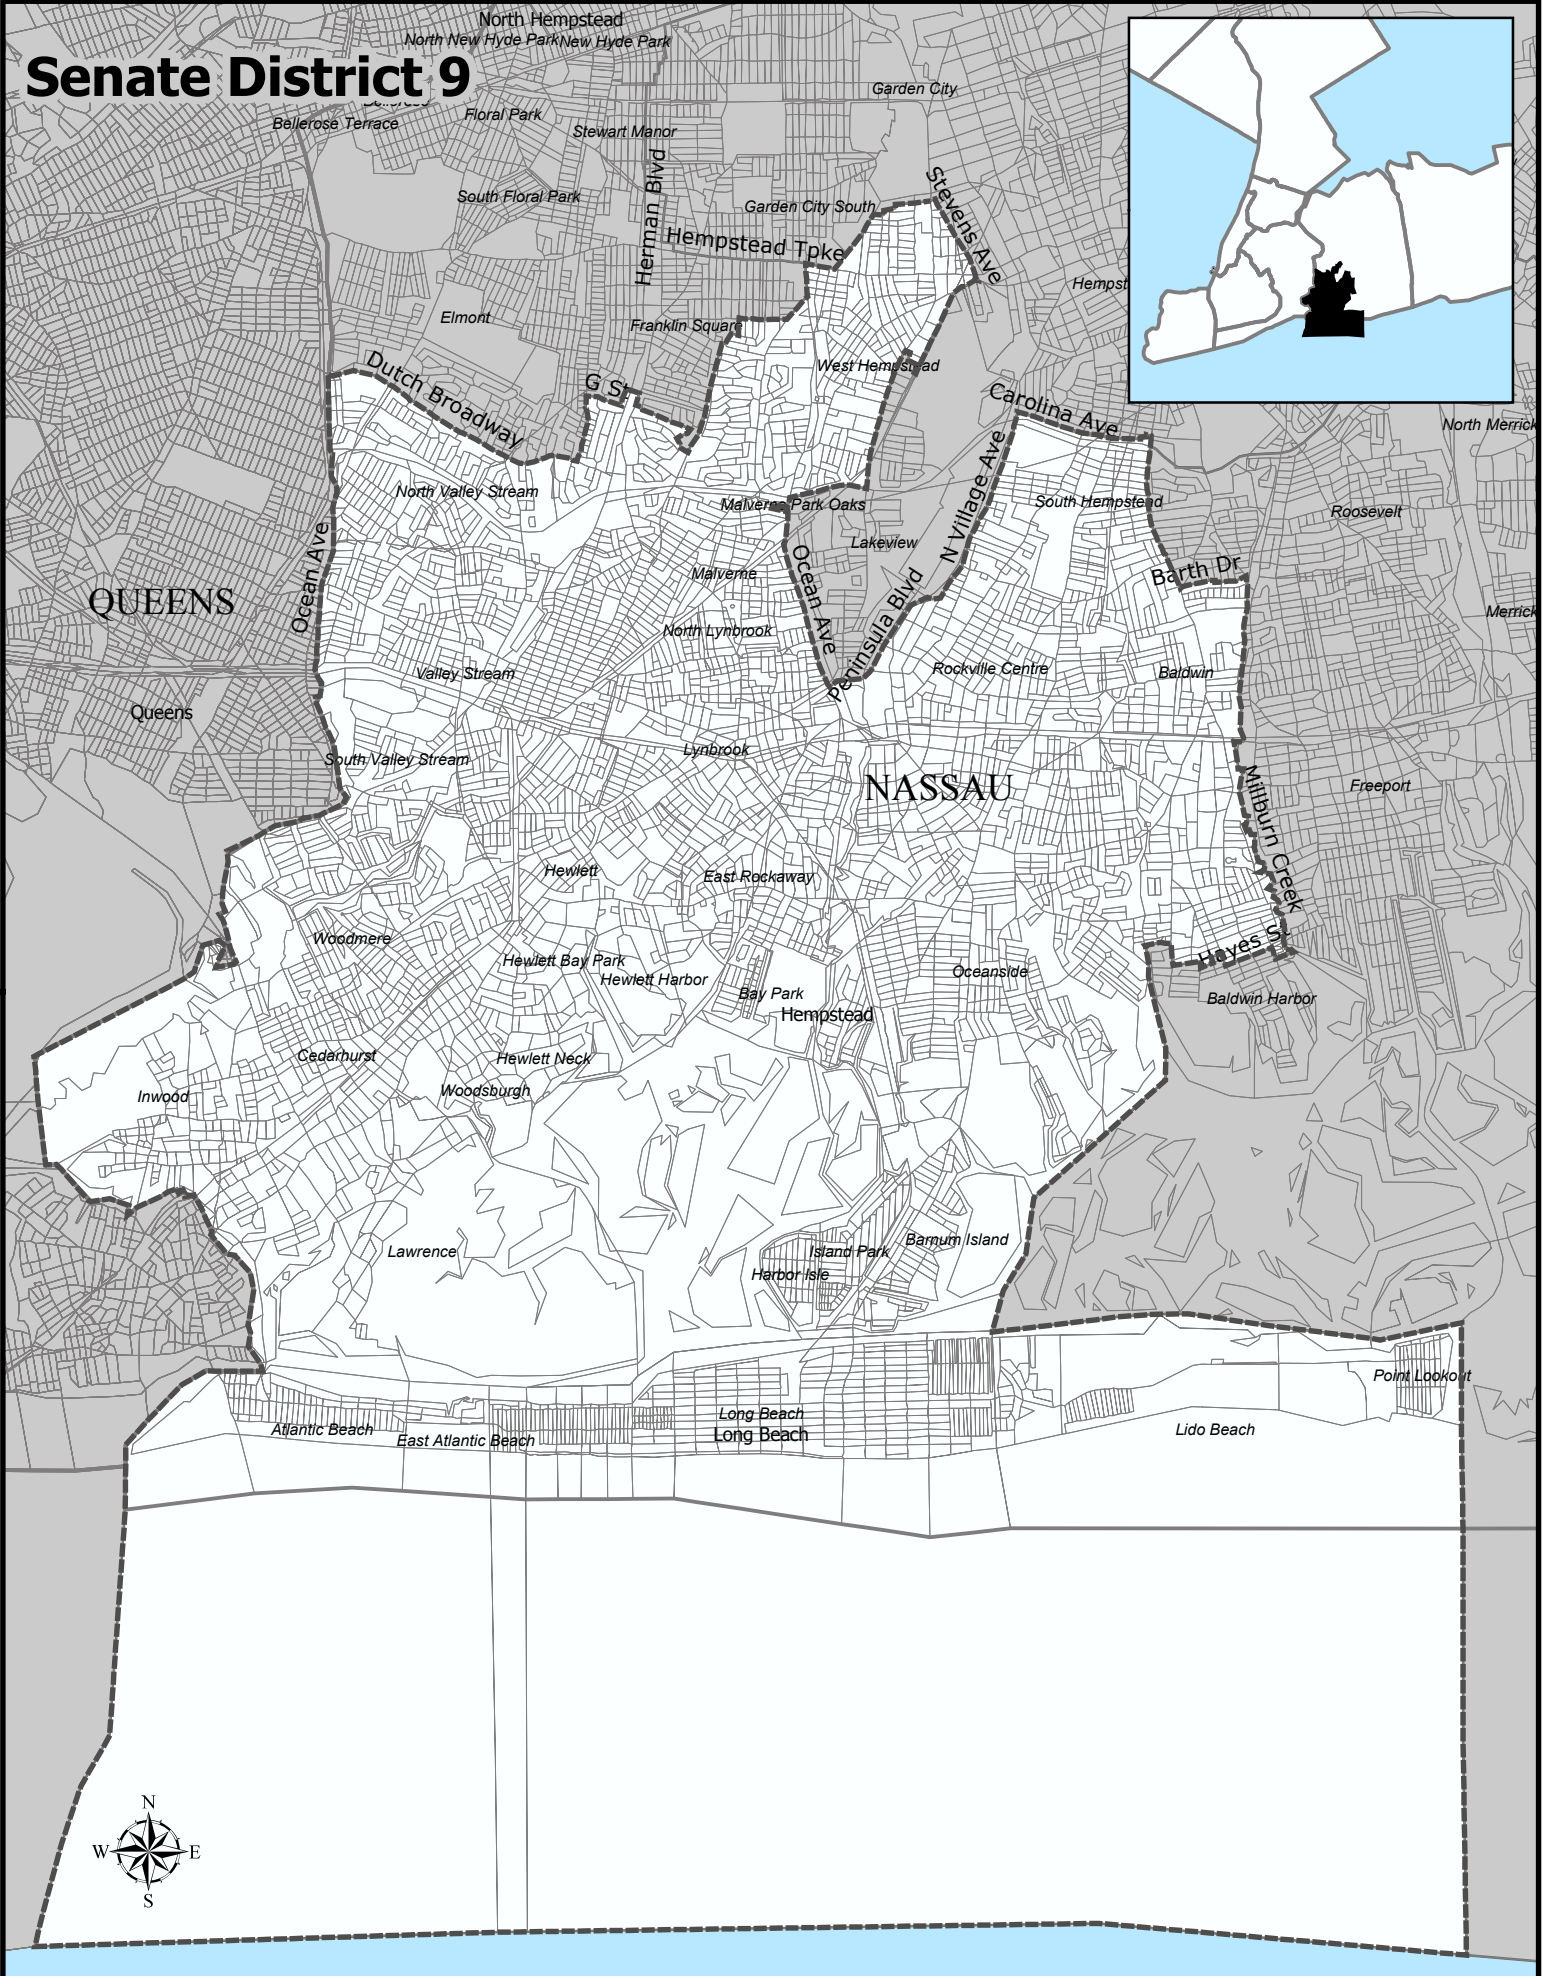 North Hempstead
North New Hyde Park
New Hyde Park
Senate District 9
Garden City
Bellerose
Floral Park
Bellerose Terrace
Stewart Manor
Herman Blvd
Stevens Ave
South Floral Park
Garden City South
Hempstead Tpke
Hempst
Elmont
Franklin Square
Dutch Broadway
G St
West Hempstead
Carolina Ave
North Merrick
N Village Ave
North Valley Stream
Malverne Park Oaks
South Hempstead
Roosevelt
Ocean Ave
Lakeview
Ocean Ave
Malverne
Barth Dr
QUEENS
Peninsula Blvd
Merrick
North Lynbrook
Valley Stream
Rockville Centre
Baldwin
Queens
Lynbrook
South Valley Stream
NASSAU
Millburn Creek
Freeport
Hewlett
East Rockaway
Woodmere
Hayes St
Hewlett Bay Park
Hewlett Harbor
Oceanside
Bay Park
Baldwin Harbor
Hempstead
Cedarhurst
Hewlett Neck
Woodsburgh
Inwood
Barnum Island
Lawrence
Island Park
Harbor Isle
Point Lookout
Long Beach
Atlantic Beach
Long Beach
Lido Beach
East Atlantic Beach
N
W E
S